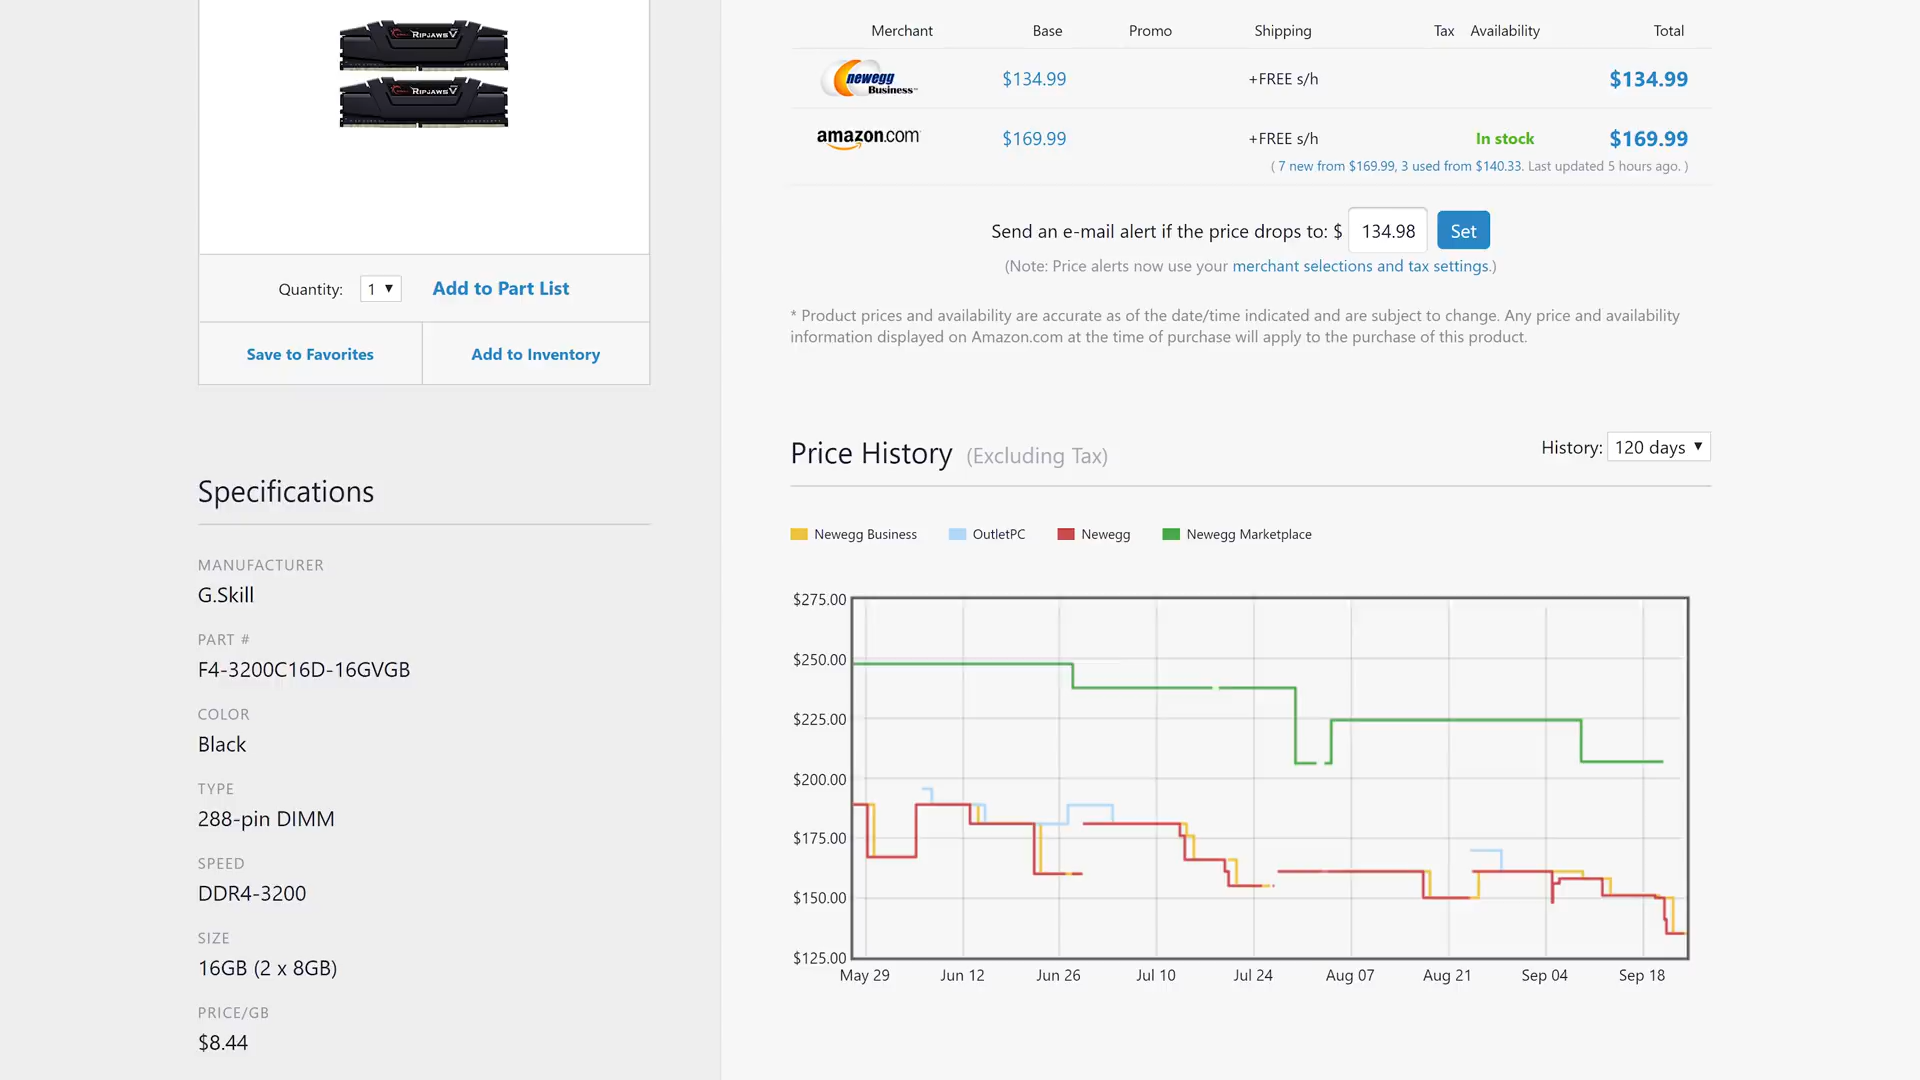 RIPJAWS V
RIPJAWS V
Quantity: 1 Add to Part List
Save to Favorites Add to Inventory
Specifications
MANUFACTURER
G.Skill
PART #
F4-3200C16D-16GVGB
COLOR
Black
TYPE
288-pin DIMM
SPEED
DDR4-3200
SIZE
16GB (2 x 8GB)
PRICE/GB
$8.44
Merchant Base Promo Shipping Tax Availability Total
newegg Business $134.99 +FREE s/h $134.99
amazon.com $169.99 +FREE s/h In stock $169.99
( 7 new from $169.99, 3 used from $140.33. Last updated 5 hours ago. )
Send an e-mail alert if the price drops to: $ 134.98 Set
(Note: Price alerts now use your merchant selections and tax settings.)
* Product prices and availability are accurate as of the date/time indicated and are subject to change. Any price and availability
information displayed on Amazon.com at the time of purchase will apply to the purchase of this product.
Price History (Excluding Tax) History: 120 days
Newegg Business OutletPC Newegg Newegg Marketplace
$275.00
$250.00
$225.00
$200.00
$175.00
$150.00
$125.00
May 29 Jun 12 Jun 26 Jul 10 Jul 24 Aug 07 Aug 21 Sep 04 Sep 18